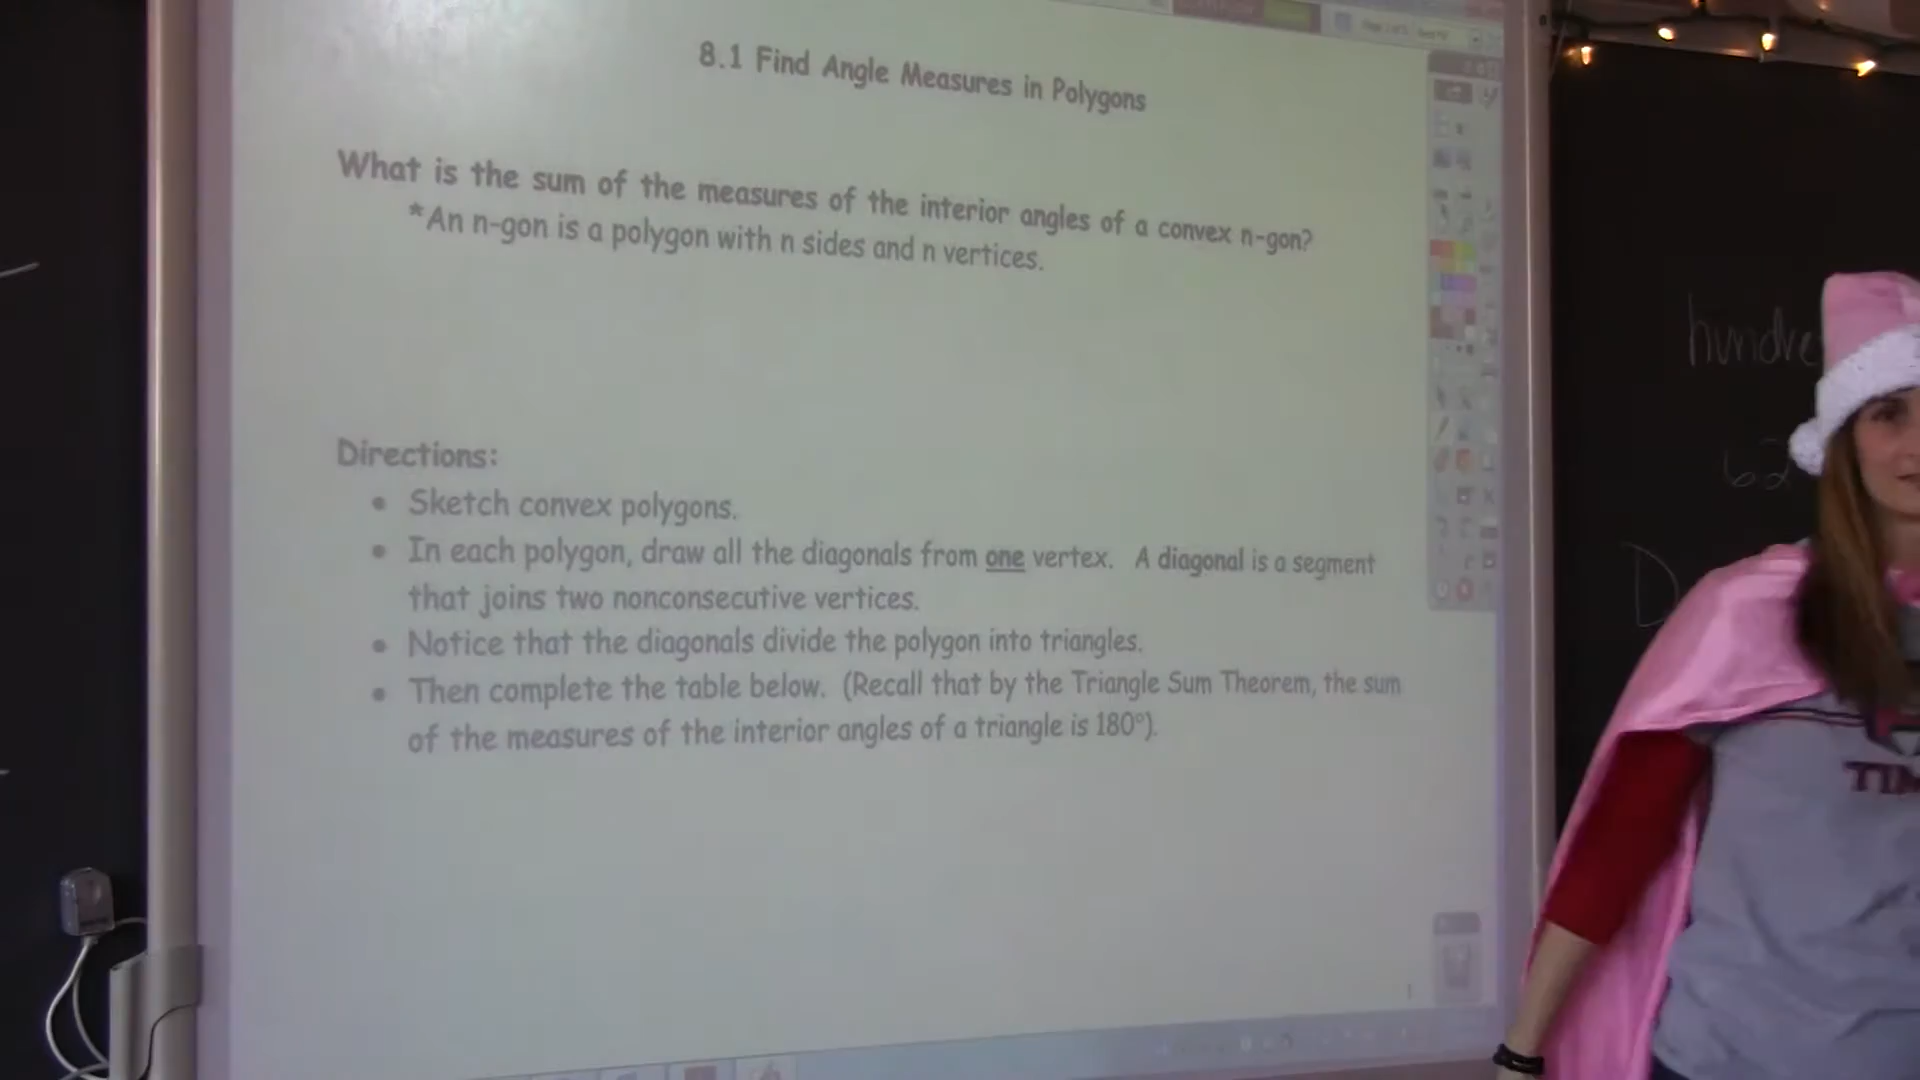 8.1 Find Angle Measures in Polygons
What is the sum of the measures of the interior angles of a convex n-gon?
*An n-gon is a polygon with n sides and n vertices.
Directions:
• Sketch convex polygons.
• In each polygon, draw all the diagonals from one vertex. A diagonal is a segment
that joins two nonconsecutive vertices.
• Notice that the diagonals divide the polygon into triangles.
• Then complete the table below. (Recall that by the Triangle Sum Theorem, the sum
of the measures of the interior angles of a triangle is 180°).
1
hundre
62
D
TIM